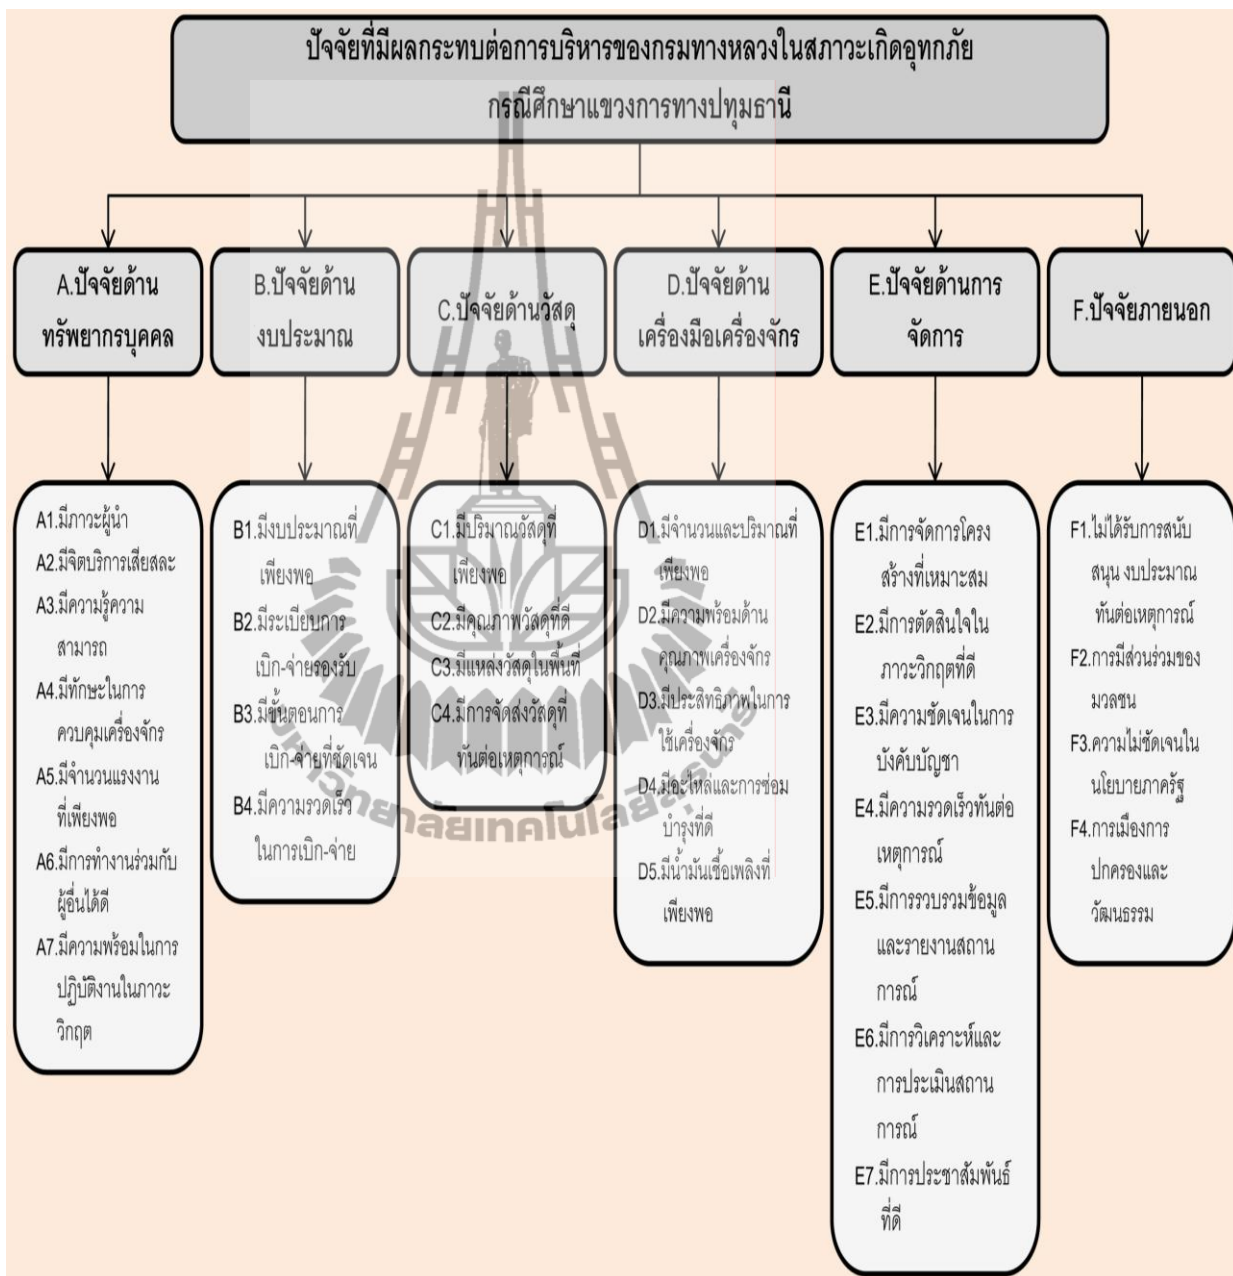 ปัจจัยที่มีผลกระทบต่อการบริหารของกรมทางหลวงในสภาวะเกิดอุทกภัย
กรณีศึกษาแขวงการทางปทุมธานี
A.ปัจจัยด้าน
ทรัพยากรบุคคล
B.ปัจจัยด้าน
งบประมาณ
C.ปัจจัยด้านวัสดุ
D.ปัจจัยด้าน
เครื่องมือเครื่องจักร
E.ปัจจัยด้านการ
จัดการ
F.ปัจจัยภายนอก
A1.มีภาวะผู้นำ
A2.มีจิตบริการเสียสละ
A3.มีความรู้ความ
สามารถ
A4.มีทักษะในการ
ควบคุมเครื่องจักร
A5.มีจำนวนแรงงาน
ที่เพียงพอ
A6.มีการทำงานร่วมกับ
ผู้อื่นได้ดี
A7.มีความพร้อมในการ
ปฏิบัติงานในภาวะ
วิกฤต
B1.มีงบประมาณที่
เพียงพอ
B2.มีระเบียบการ
เบิก-จ่ายรองรับ
B3.มีขั้นตอนการ
เบิก-จ่ายที่ชัดเจน
B4.มีความรวดเร็ว
ในการเบิก-จ่าย
C1.มีปริมาณวัสดุที่
เพียงพอ
C2.มีคุณภาพวัสดุที่ดี
C3.มีแหล่งวัสดุในพื้นที่
C4.มีการจัดส่งวัสดุที่
ทันต่อเหตุการณ์
D1.มีจำนวนและปริมาณที่
เพียงพอ
D2.มีความพร้อมด้าน
คุณภาพเครื่องจักร
D3.มีประสิทธิภาพในการ
ใช้เครื่องจักร
D4.มีอะไหล่และการซ่อม
บำรุงที่ดี
D5.มีน้ำมันเชื้อเพลิงที่
เพียงพอ
E1.มีการจัดการโครง
สร้างที่เหมาะสม
E2.มีการตัดสินใจใน
ภาวะวิกฤตที่ดี
E3.มีความชัดเจนในการ
บังคับบัญชา
E4.มีความรวดเร็วทันต่อ
เหตุการณ์
E5.มีการรวบรวมข้อมูล
และรายงานสถาน
การณ์
E6.มีการวิเคราะห์และ
การประเมินสถาน
การณ์
E7.มีการประชาสัมพันธ์
ที่ดี
F1.ไม่ได้รับการสนับ
สนุน งบประมาณ
ทันต่อเหตุการณ์
F2.การมีส่วนร่วมของ
มวลชน
F3.ความไม่ชัดเจนใน
นโยบายภาครัฐ
F4.การเมืองการ
ปกครองและ
วัฒนธรรม
มหาวิทยาลัยเทคโนโลยีสุรนารี